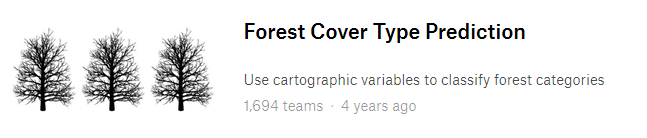 Forest Cover Type Prediction
Use cartographic variables to classify forest categories
1,694 teams · 4 years ago